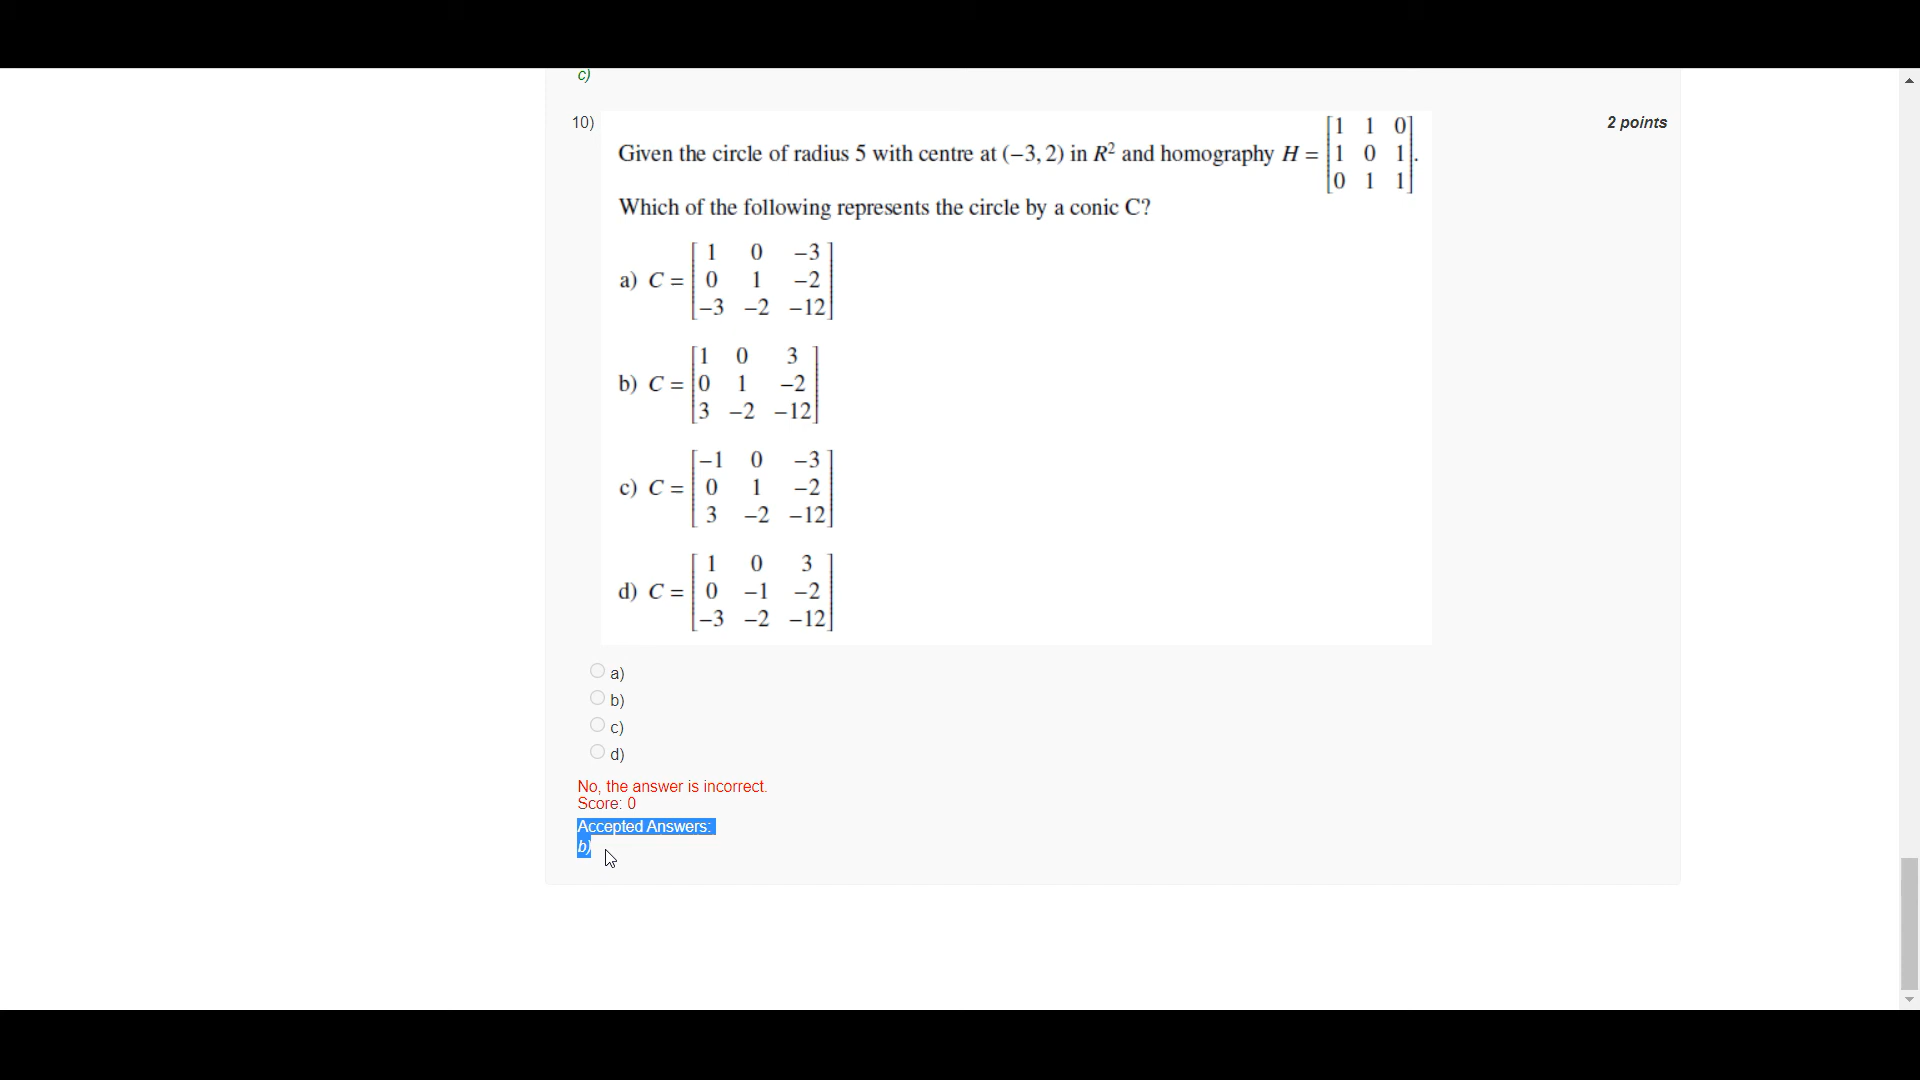 c)
10)
2 points
Given the circle of radius 5 with centre at (−3, 2) in R² and homography H = [1 1 0; 1 0 1; 0 1 1].
Which of the following represents the circle by a conic C?
a) C = [1 0 −3; 0 1 −2; −3 −2 −12]
b) C = [1 0 3; 0 1 −2; 3 −2 −12]
c) C = [−1 0 −3; 0 1 −2; 3 −2 −12]
d) C = [1 0 3; 0 −1 −2; −3 −2 −12]
a)
b)
c)
d)
No, the answer is incorrect.
Score: 0
Accepted Answers:
b)